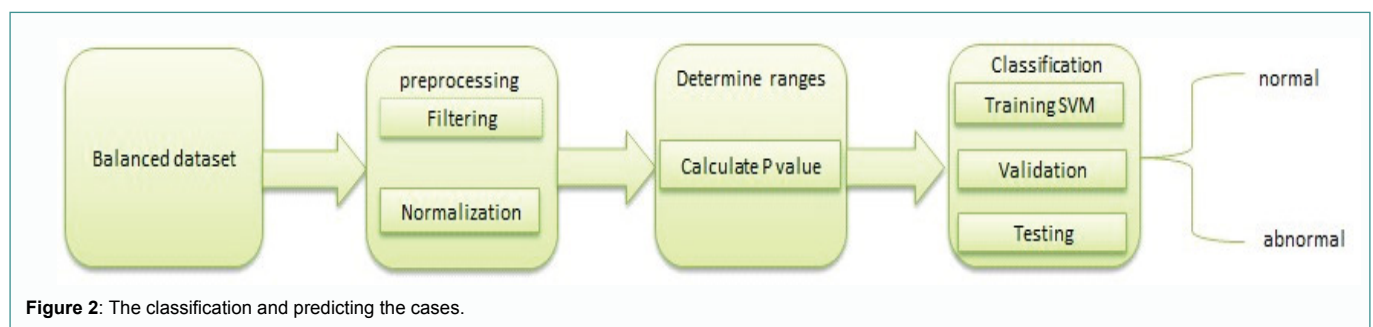 Balanced dataset
preprocessing
Filtering
Normalization
Determine ranges
Calculate P value
Classification
Training SVM
Validation
Testing
normal
abnormal
Figure 2: The classification and predicting the cases.